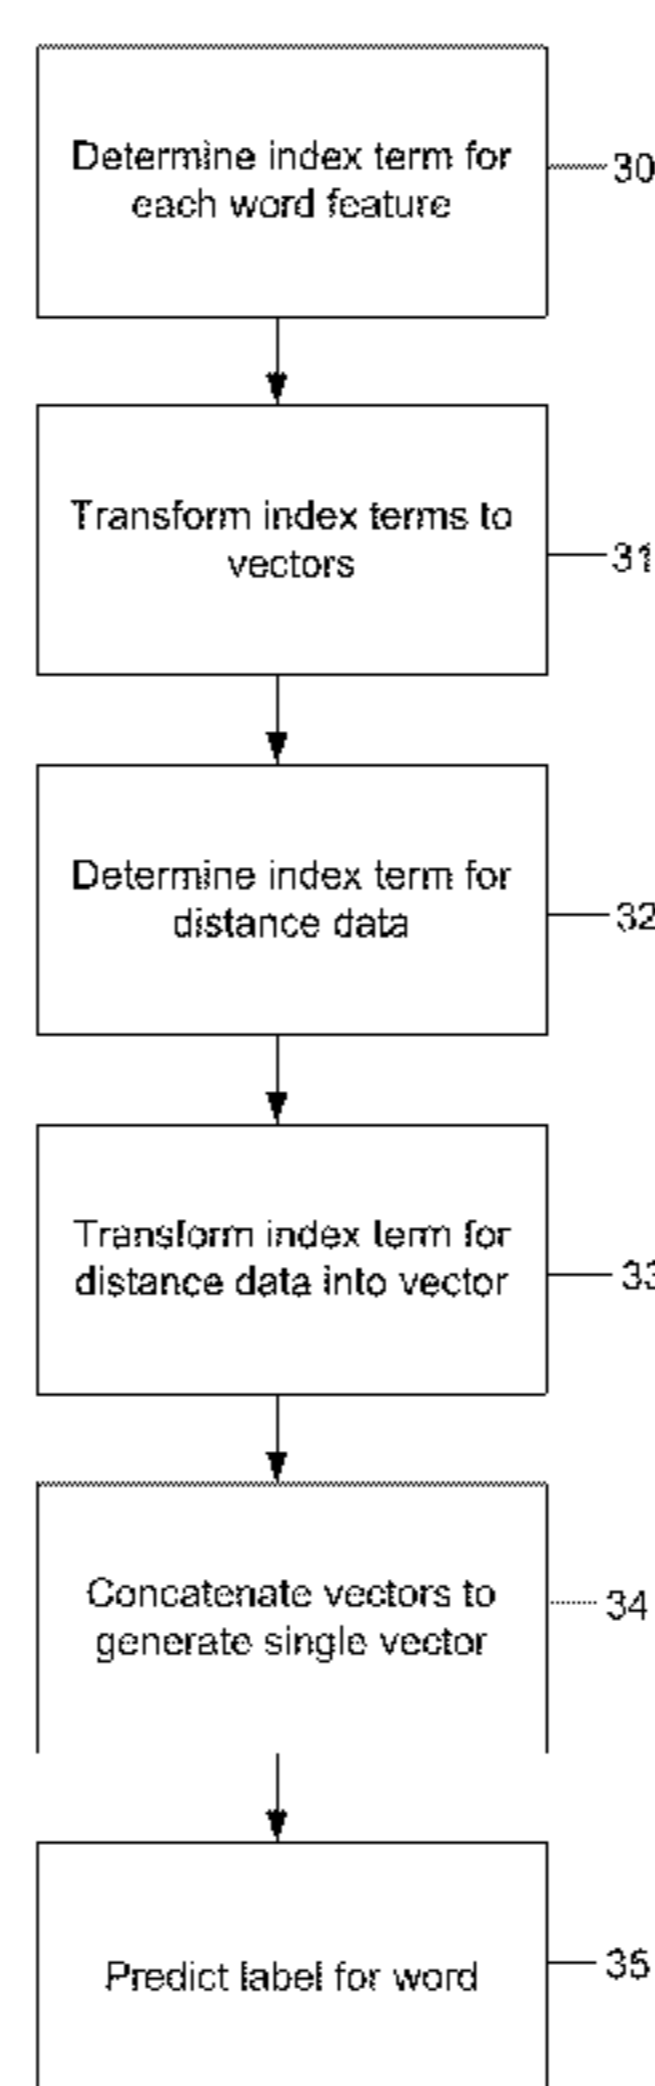 Determine index term for
each word feature
30
Transform index terms to
vectors
31
Determine index term for
distance data
32
Transform index term for
distance data into vector
33
Concatenate vectors to
generate single vector
34
Predict label for word
35